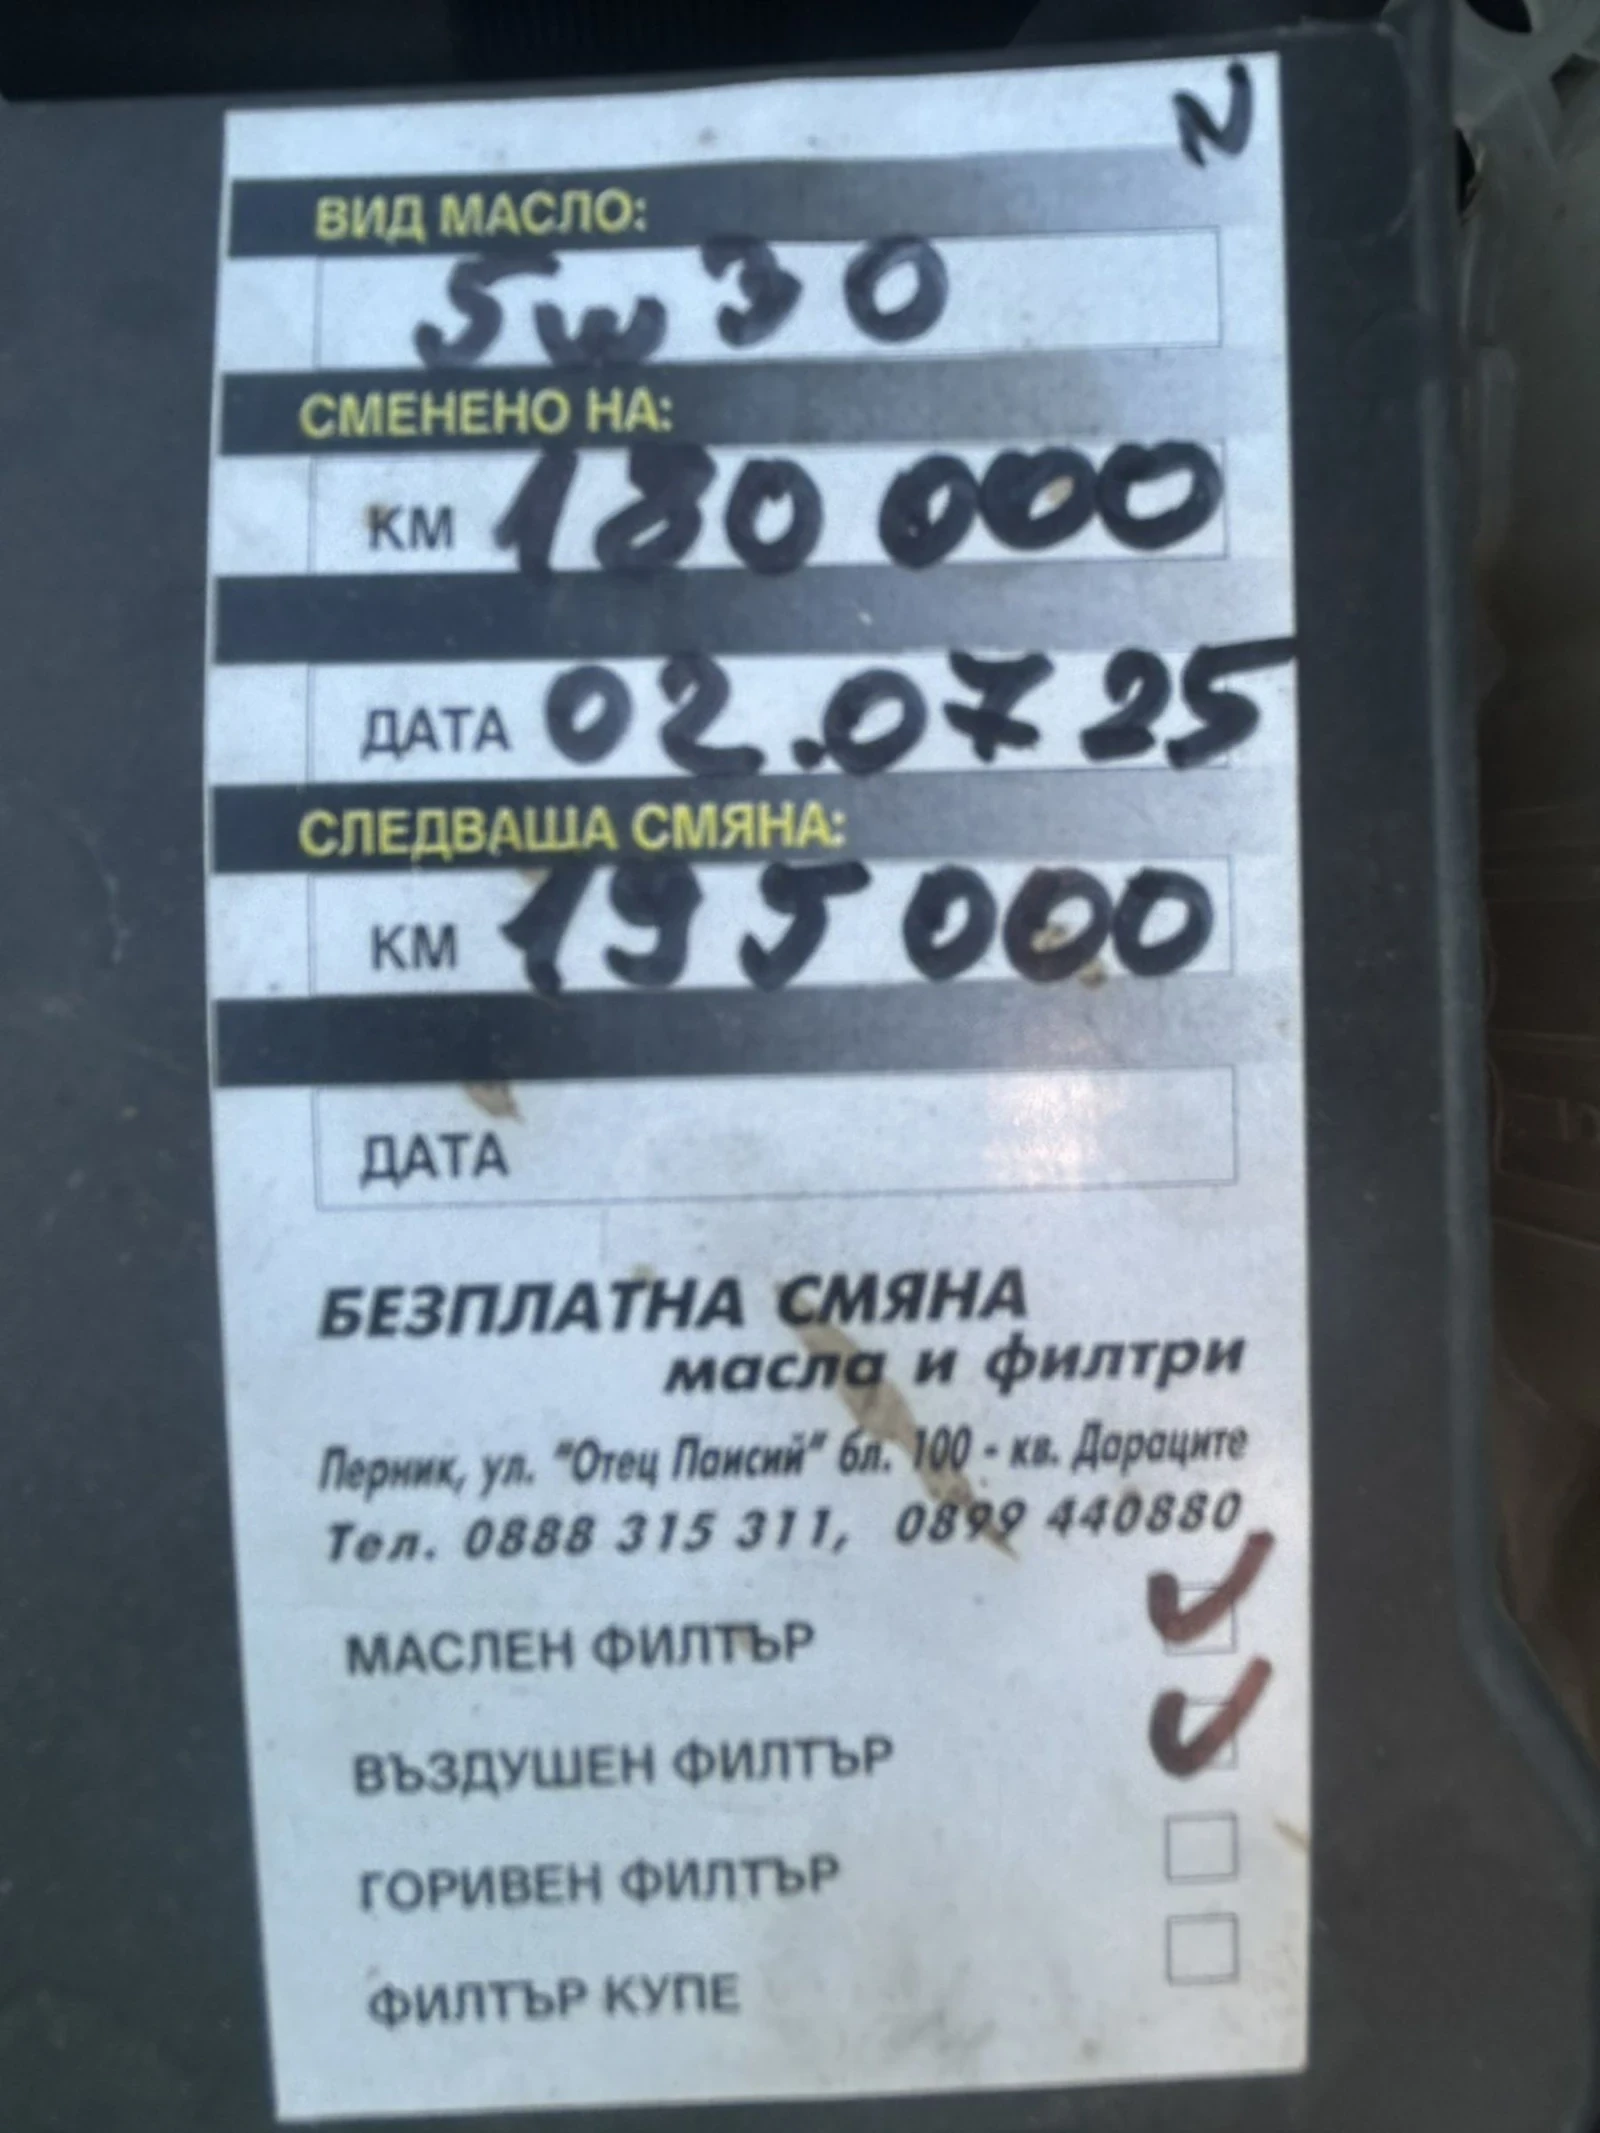 N
ВИД МАСЛО:
5w30
СМЕНЕНО НА:
КМ 180 000
ДАТА 02.07 25
СЛЕДВАЩА СМЯНА:
КМ 195 000
ДАТА
БЕЗПЛАТНА СМЯНА
масла и филтри
Перник, ул. "Отец Паисий" бл. 100 - кв. Дараците
Тел. 0888 315 311, 0899 440880
МАСЛЕН ФИЛТЪР
ВЪЗДУШЕН ФИЛТЪР
ГОРИВЕН ФИЛТЪР
ФИЛТЪР КУПЕ